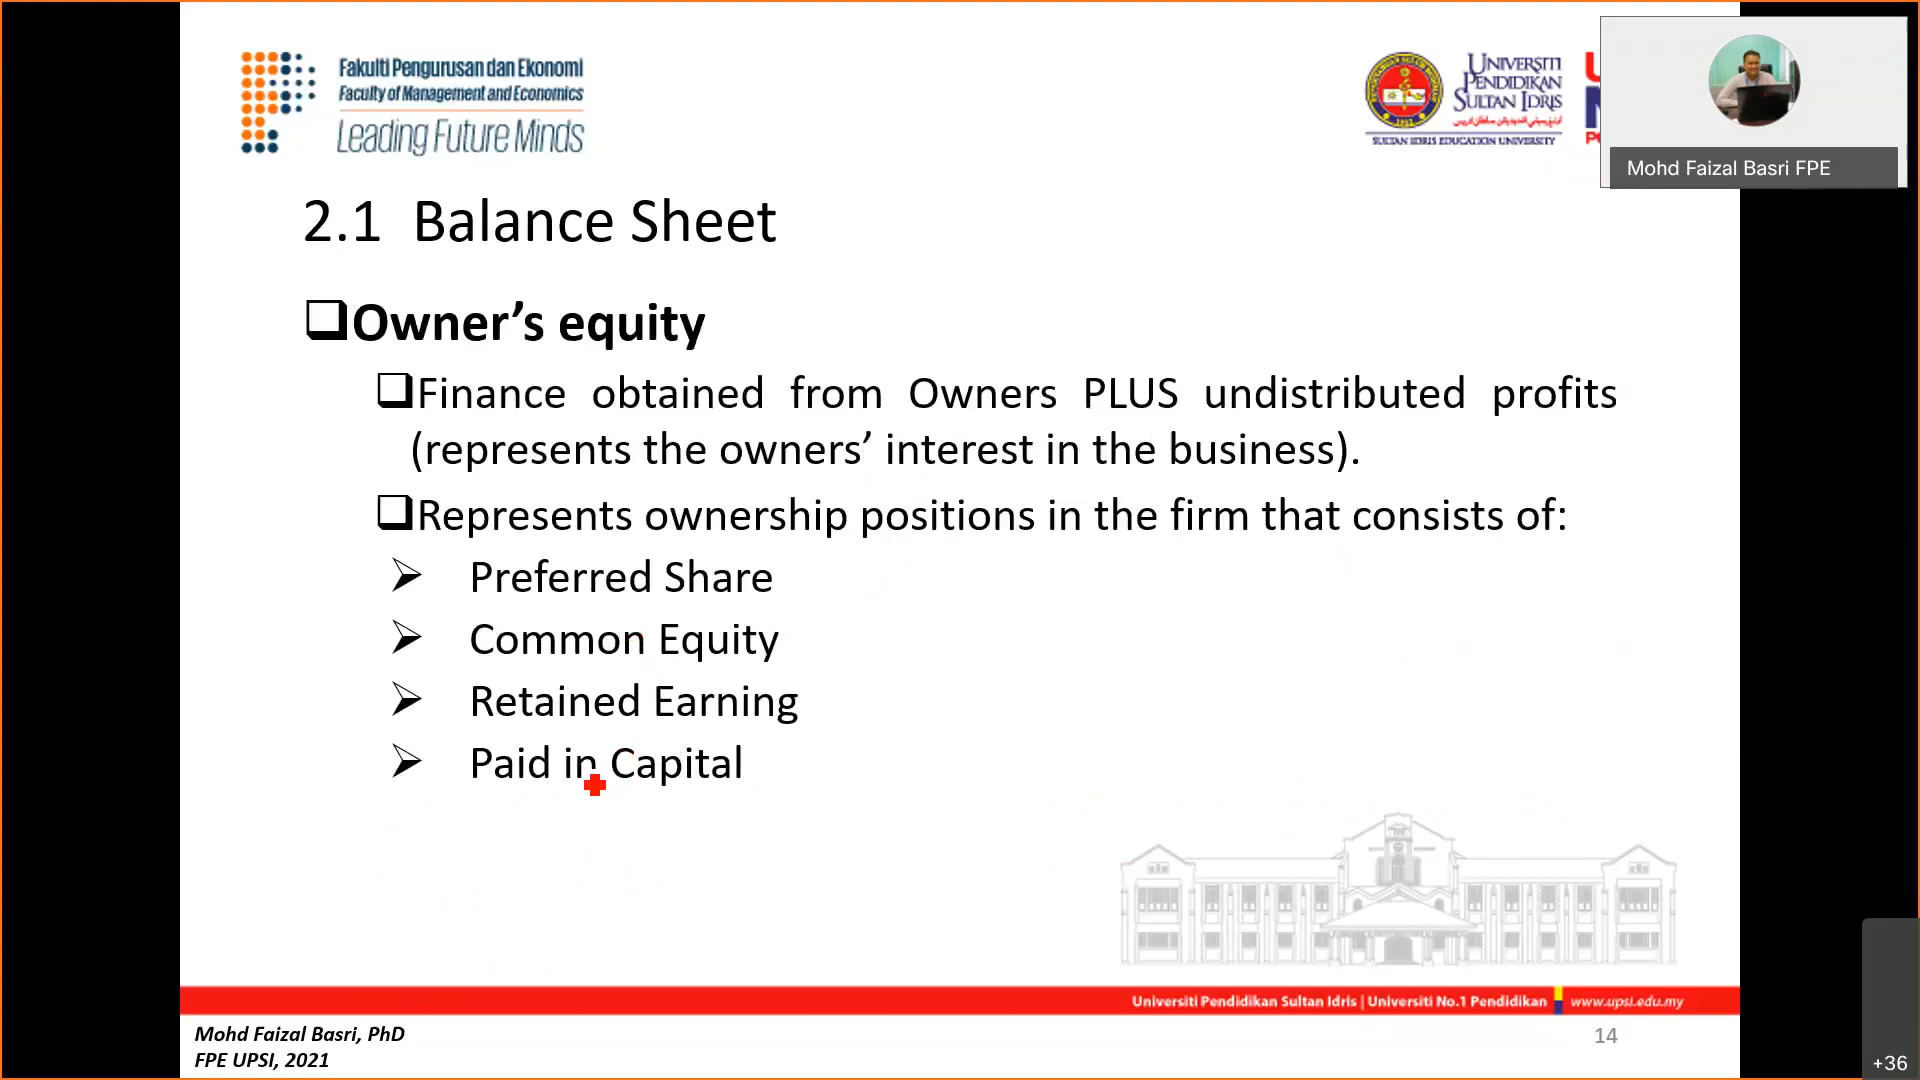 Fakulti Pengurusan dan Ekonomi
Faculty of Management and Economics
Leading Future Minds
UNIVERSITI
PENDIDIKAN
SULTAN IDRIS
SULTAN IDRIS EDUCATION UNIVERSITY
Mohd Faizal Basri FPE
2.1 Balance Sheet
Owner’s equity
Finance obtained from Owners PLUS undistributed profits
(represents the owners’ interest in the business).
Represents ownership positions in the firm that consists of:
Preferred Share
Common Equity
Retained Earning
Paid in Capital
Universiti Pendidikan Sultan Idris | Universiti No.1 Pendidikan
www.upsi.edu.my
Mohd Faizal Basri, PhD
FPE UPSI, 2021
14
+36